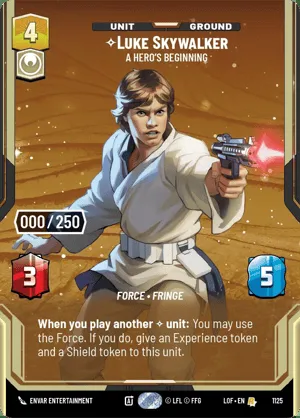 UNIT GROUND
4
✧LUKE SKYWALKER
A HERO'S BEGINNING
000/250
3
5
FORCE • FRINGE
When you play another ✧ unit: You may use
the Force. If you do, give an Experience token
and a Shield token to this unit.
ENVAR ENTERTAINMENT © LFL © FFG LOF • EN 1125